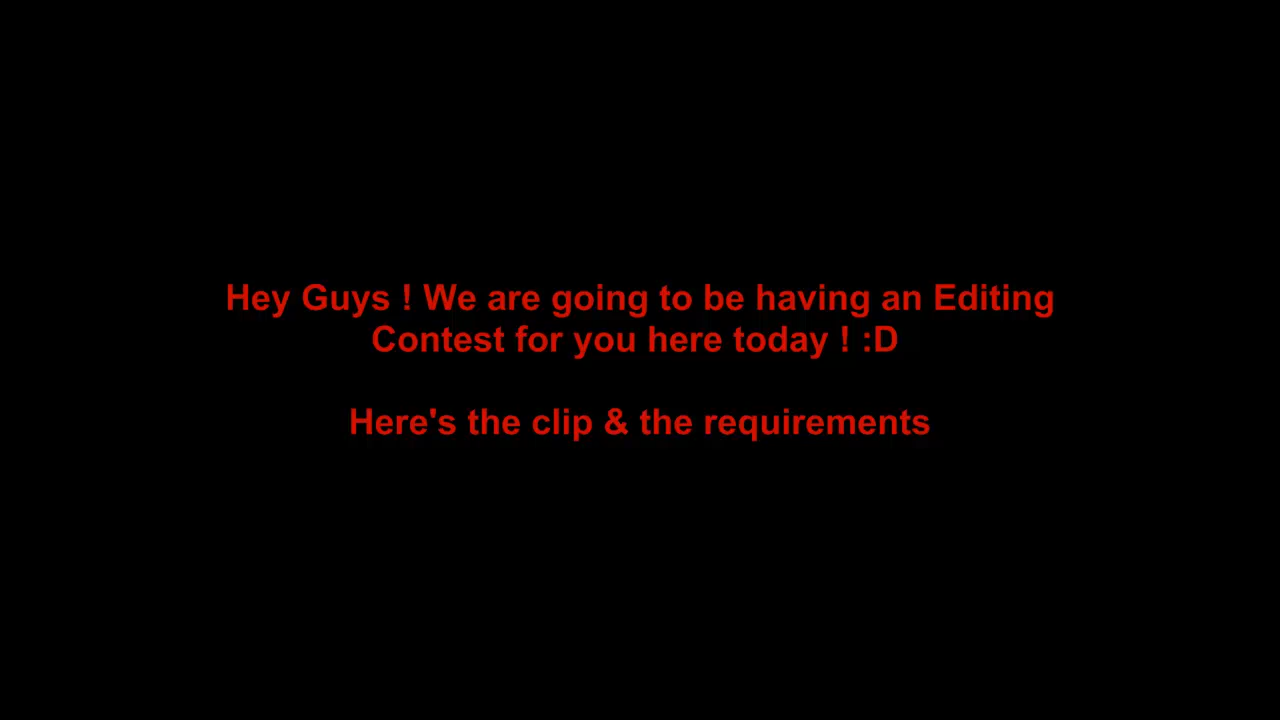 Hey Guys ! We are going to be having an Editing
Contest for you here today ! :D
Here's the clip & the requirements